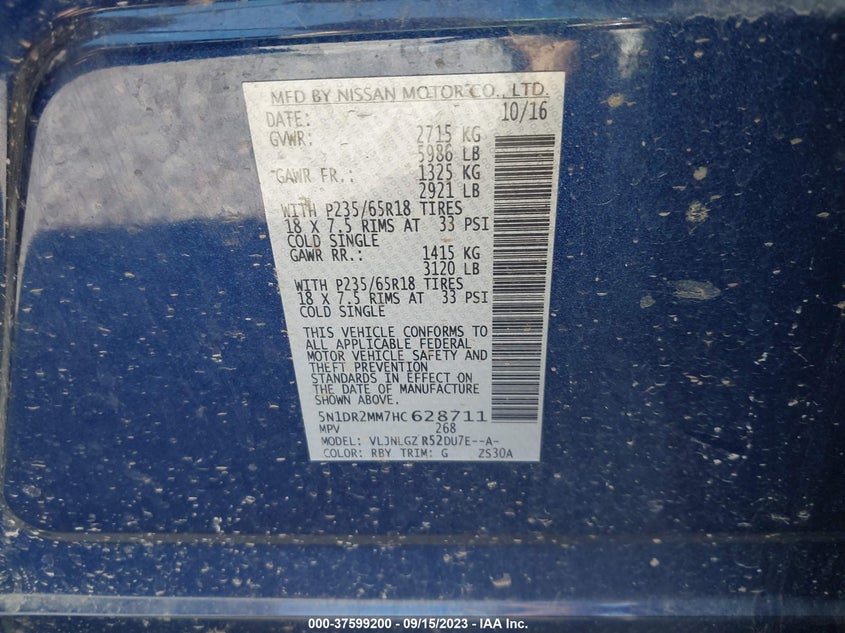 MFD BY NISSAN MOTOR CO., LTD.
DATE: 10/16
GVWR: 2715 KG
5986 LB
GAWR FR.: 1325 KG
2921 LB
WITH P235/65R18 TIRES
18 X 7.5 RIMS AT 33 PSI
COLD SINGLE
GAWR RR.: 1415 KG
3120 LB
WITH P235/65R18 TIRES
18 X 7.5 RIMS AT 33 PSI
COLD SINGLE
THIS VEHICLE CONFORMS TO
ALL APPLICABLE FEDERAL
MOTOR VEHICLE SAFETY AND
THEFT PREVENTION
STANDARDS IN EFFECT ON
THE DATE OF MANUFACTURE
SHOWN ABOVE.
5N1DR2MM7HC628711
MPV 268
MODEL: VLJNLGZ R52DU7E--A-
COLOR: RBY TRIM: G ZS30A
000-37599200 - 09/15/2023 - IAA Inc.